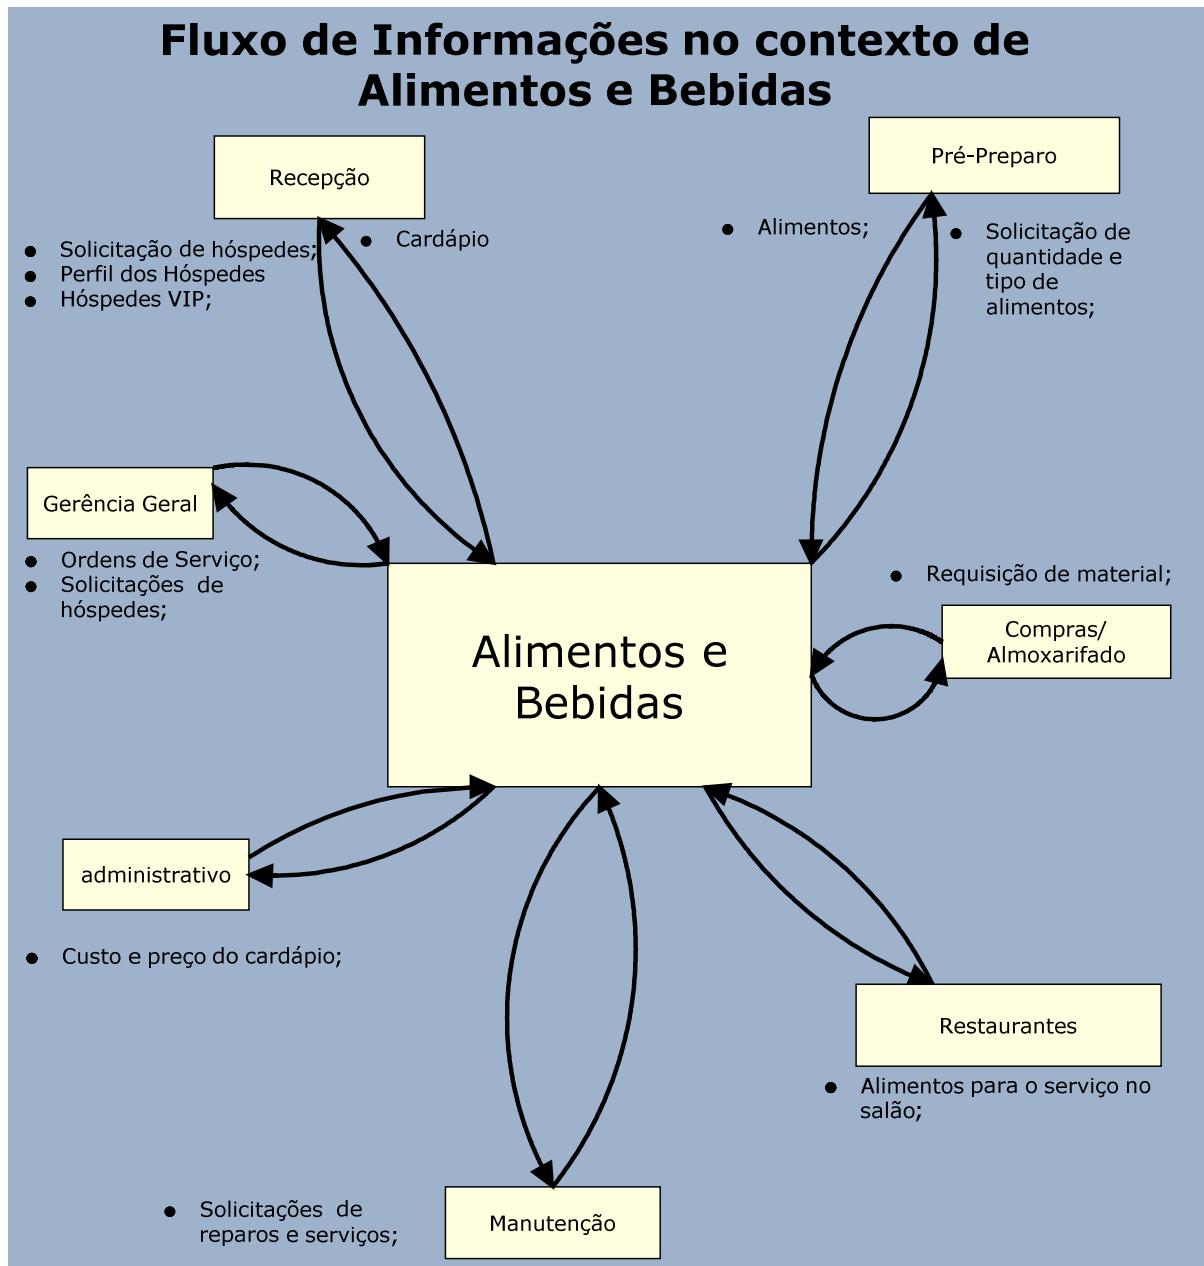 Fluxo de Informações no contexto de
Alimentos e Bebidas
Recepção
Pré-Preparo
● Solicitação de hóspedes;
● Perfil dos Hóspedes
● Hóspedes VIP;
● Cardápio
● Alimentos;
● Solicitação de
quantidade e
tipo de
alimentos;
Gerência Geral
● Ordens de Serviço;
● Solicitações de
hóspedes;
● Requisição de material;
Compras/
Almoxarifado
Alimentos e
Bebidas
administrativo
● Custo e preço do cardápio;
Restaurantes
● Alimentos para o serviço no
salão;
● Solicitações de
reparos e serviços;
Manutenção